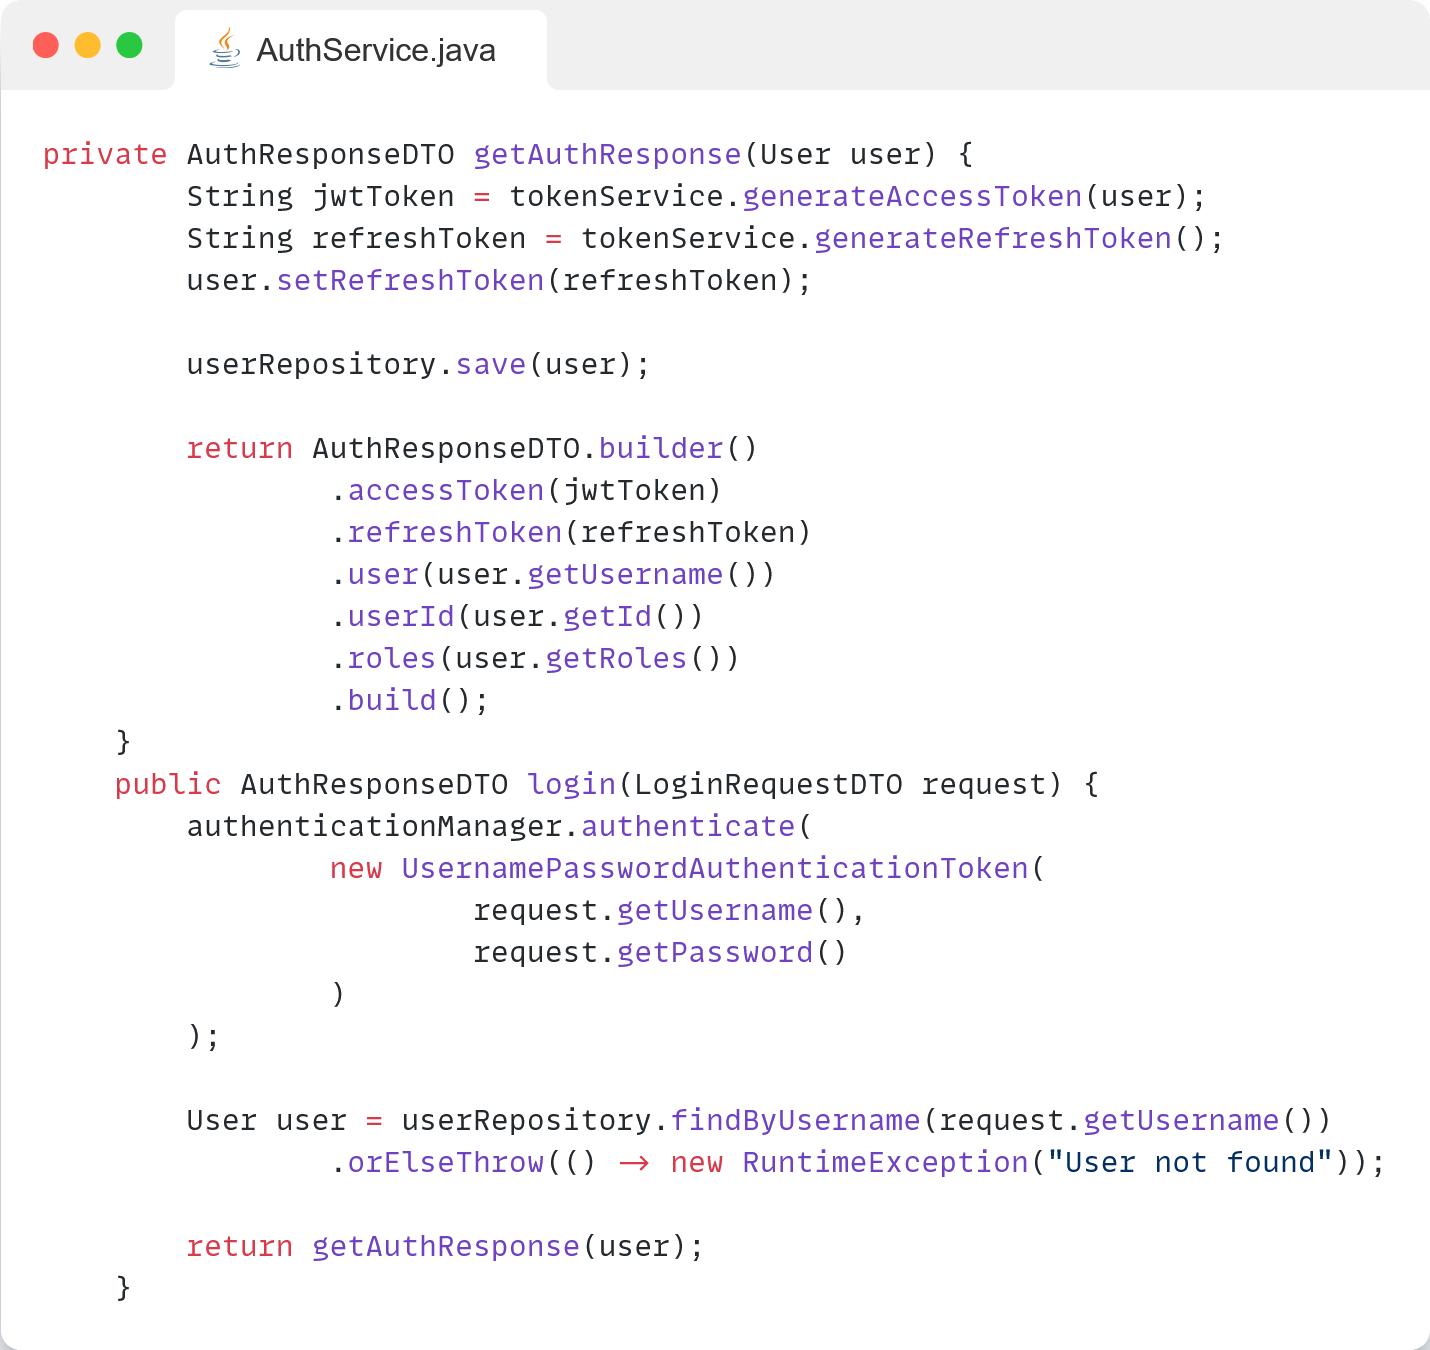 AuthService.java
private AuthResponseDTO getAuthResponse(User user) {
        String jwtToken = tokenService.generateAccessToken(user);
        String refreshToken = tokenService.generateRefreshToken();
        user.setRefreshToken(refreshToken);

        userRepository.save(user);

        return AuthResponseDTO.builder()
                .accessToken(jwtToken)
                .refreshToken(refreshToken)
                .user(user.getUsername())
                .userId(user.getId())
                .roles(user.getRoles())
                .build();
    }
    public AuthResponseDTO login(LoginRequestDTO request) {
        authenticationManager.authenticate(
                new UsernamePasswordAuthenticationToken(
                        request.getUsername(),
                        request.getPassword()
                )
        );

        User user = userRepository.findByUsername(request.getUsername())
                .orElseThrow(() -> new RuntimeException("User not found"));

        return getAuthResponse(user);
    }